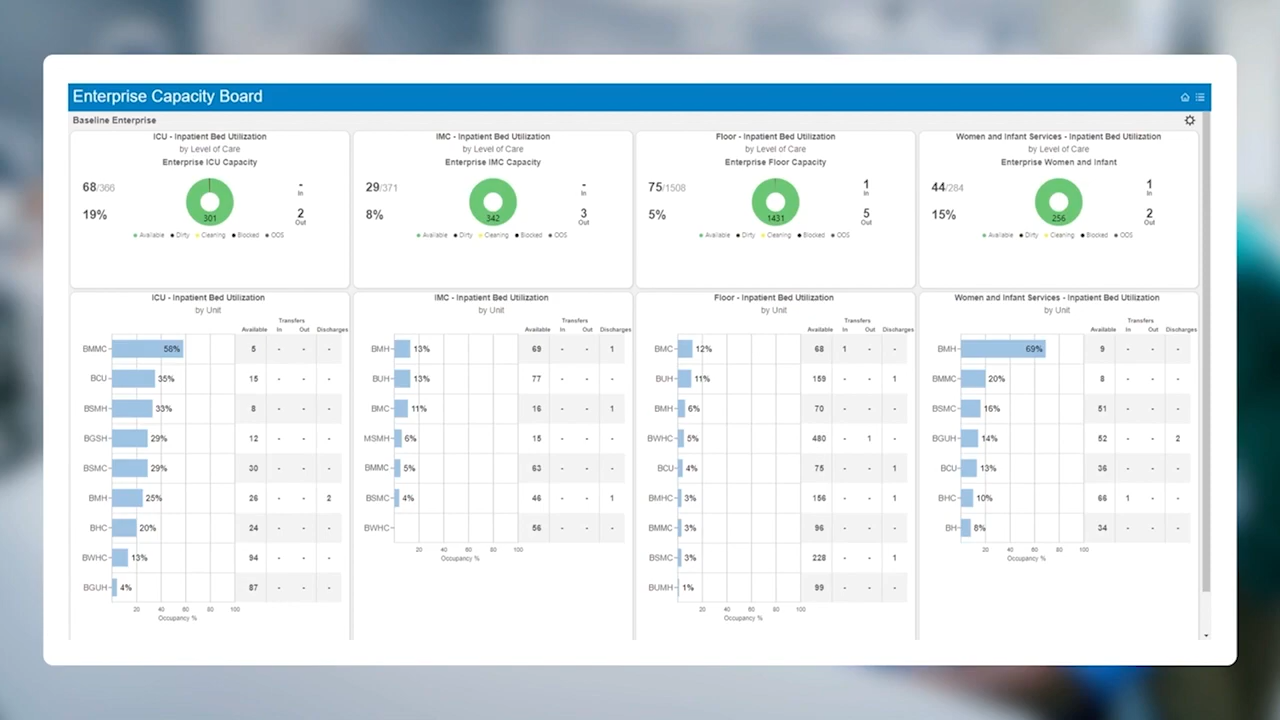 Enterprise Capacity Board
Baseline Enterprise
ICU - Inpatient Bed Utilization
by Level of Care
Enterprise ICU Capacity
68/366
19%
301
-
In
2
Out
Available Dirty Cleaning Blocked OOS
IMC - Inpatient Bed Utilization
by Level of Care
Enterprise IMC Capacity
29/371
8%
342
-
In
3
Out
Available Dirty Cleaning Blocked OOS
Floor - Inpatient Bed Utilization
by Level of Care
Enterprise Floor Capacity
75/1508
5%
1431
1
In
5
Out
Available Dirty Cleaning Blocked OOS
Women and Infant Services - Inpatient Bed Utilization
by Level of Care
Enterprise Women and Infant
44/284
15%
256
1
In
2
Out
Available Dirty Cleaning Blocked OOS
ICU - Inpatient Bed Utilization
by Unit
Transfers
Available In Out Discharges
BMMC 58% 5 - - -
BCU 35% 15 - - -
BSMH 33% 8 - - -
BGSH 29% 12 - - -
BSMC 29% 30 - - -
BMH 25% 26 - - 2
BHC 20% 24 - - -
BWHC 13% 94 - - -
BGUH 4% 87 - - -
20 40 60 80 100
Occupancy %
IMC - Inpatient Bed Utilization
by Unit
Transfers
Available In Out Discharges
BMH 13% 69 - - 1
BUH 13% 77 - - -
BMC 11% 16 - - 1
MSMH 6% 15 - - -
BMMC 5% 63 - - -
BSMC 4% 46 - - 1
BWHC 56 - - -
20 40 60 80 100
Occupancy %
Floor - Inpatient Bed Utilization
by Unit
Transfers
Available In Out Discharges
BMC 12% 68 1 - -
BUH 11% 159 - - 1
BMH 6% 70 - - -
BWHC 5% 480 - 1 -
BCU 4% 75 - - 1
BMHC 3% 156 - - 1
BMMC 3% 96 - - -
BSMC 3% 228 - - 1
BUMH 1% 99 - - -
20 40 60 80 100
Occupancy %
Women and Infant Services - Inpatient Bed Utilization
by Unit
Transfers
Available In Out Discharges
BMH 69% 9 - - -
BMMC 20% 8 - - -
BSMC 16% 51 - - -
BGUH 14% 52 - - 2
BCU 13% 36 - - -
BHC 10% 66 1 - -
BH 8% 34 - - -
20 40 60 80 100
Occupancy %